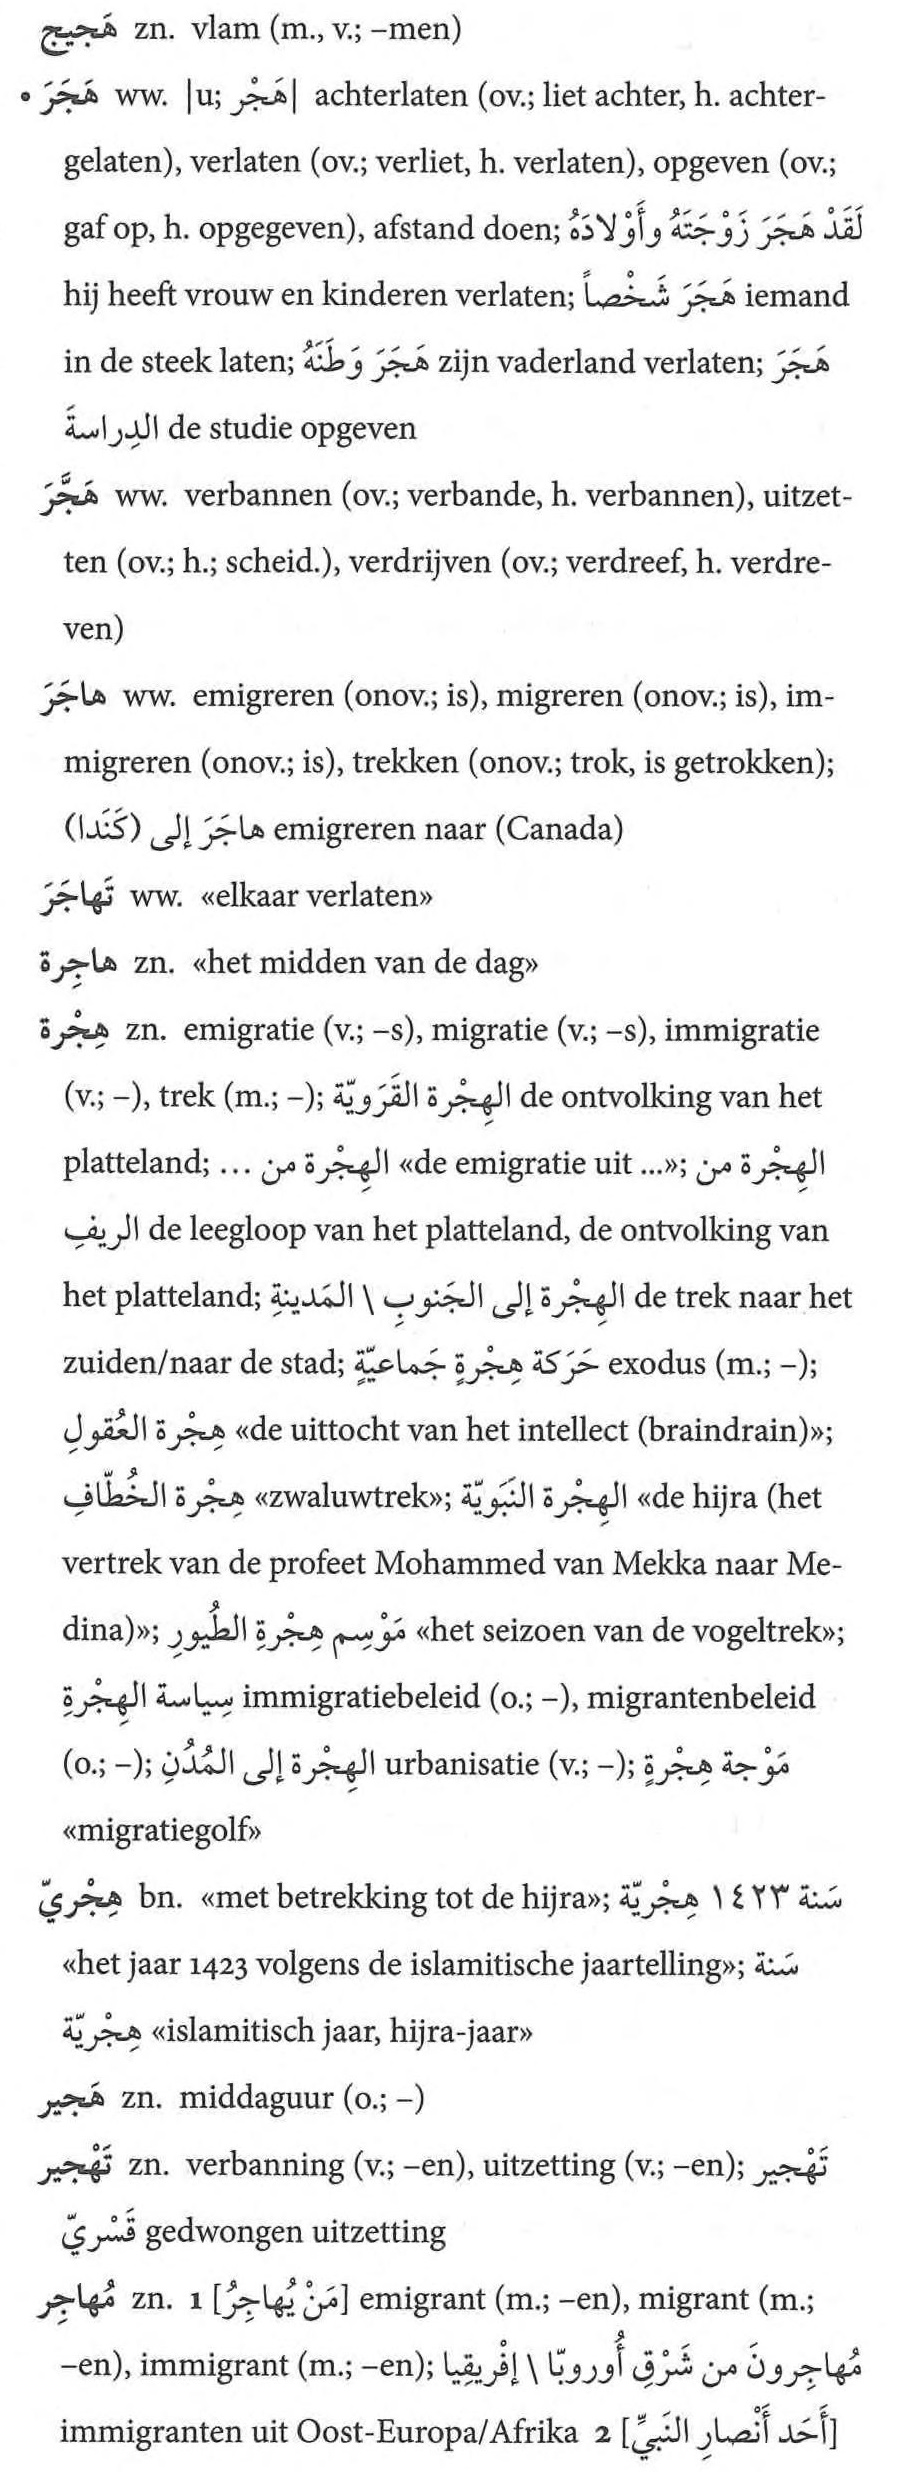 هَجيج zn. vlam (m., v.; –men)
• هَجَرَ ww. |u; هَجْر| achterlaten (ov.; liet achter, h. achter-
gelaten), verlaten (ov.; verliet, h. verlaten), opgeven (ov.;
gaf op, h. opgegeven), afstand doen; لَقَدْ هَجَرَ زَوْجَتَهُ وأَوْلادَهُ
hij heeft vrouw en kinderen verlaten; هَجَرَ شَخْصاً iemand
in de steek laten; هَجَرَ وَطَنَهُ zijn vaderland verlaten; هَجَرَ
الدِراسةَ de studie opgeven
هَجَّرَ ww. verbannen (ov.; verbande, h. verbannen), uitzet-
ten (ov.; h.; scheid.), verdrijven (ov.; verdreef, h. verdre-
ven)
هاجَرَ ww. emigreren (onov.; is), migreren (onov.; is), im-
migreren (onov.; is), trekken (onov.; trok, is getrokken);
هاجَرَ إلى (كَنَدا) emigreren naar (Canada)
تَهاجَرَ ww. «elkaar verlaten»
هاجِرة zn. «het midden van de dag»
هِجْرة zn. emigratie (v.; –s), migratie (v.; –s), immigratie
(v.; –), trek (m.; –); الهِجْرة القَرَويّة de ontvolking van het
platteland; الهِجْرة من ... «de emigratie uit ...»; الهِجْرة من
الريفِ de leegloop van het platteland, de ontvolking van
het platteland; الهِجْرة إلى الجَنوبِ \ المَدينةِ de trek naar het
zuiden/naar de stad; حَرَكة هِجْرةٍ جَماعيّةٍ exodus (m.; –);
هِجْرة العُقولِ «de uittocht van het intellect (braindrain)»;
هِجْرة الخُطّافِ «zwaluwtrek»; الهِجْرة النَبَويّة «de hijra (het
vertrek van de profeet Mohammed van Mekka naar Me-
dina)»; مَوْسِم هِجْرةِ الطُيورِ «het seizoen van de vogeltrek»;
سِياسة الهِجْرةِ immigratiebeleid (o.; –), migrantenbeleid
(o.; –); الهِجْرة إلى المُدُنِ urbanisatie (v.; –); مَوْجة هِجْرةٍ
«migratiegolf»
هِجْريّ bn. «met betrekking tot de hijra»; سَنة ١٤٢٣ هِجْريّة
«het jaar 1423 volgens de islamitische jaartelling»; سَنة
هِجْريّة «islamitisch jaar, hijra-jaar»
هَجير zn. middaguur (o.; –)
تَهْجير zn. verbanning (v.; –en), uitzetting (v.; –en); تَهْجير
قَسْريّ gedwongen uitzetting
مُهاجِر zn. 1 [مَنْ يُهاجِرُ] emigrant (m.; –en), migrant (m.;
–en), immigrant (m.; –en); مُهاجِرونَ من شَرْقِ أُوروبّا \ إفْريقِيا
immigranten uit Oost-Europa/Afrika 2 [أَحَد أَنْصارِ النَبيِّ]